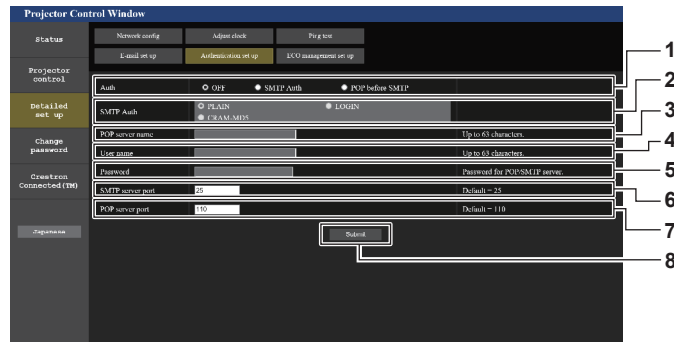 Projector Control Window
Status
Network config
Adjust clock
Ping test
E-mail set up
Authentication set up
ECO management set up
Projector
control
Detailed
set up
Change
password
Crestron
Connected(TM)
Japanese
Auth
OFF
SMTP Auth
POP before SMTP
1
SMTP Auth
PLAIN
LOGIN
CRAM-MD5
2
POP server name
Up to 63 characters.
3
User name
Up to 63 characters.
4
Password
Password for POP/SMTP server.
5
SMTP server port
25
Default = 25
6
POP server port
110
Default = 110
7
Submit
8